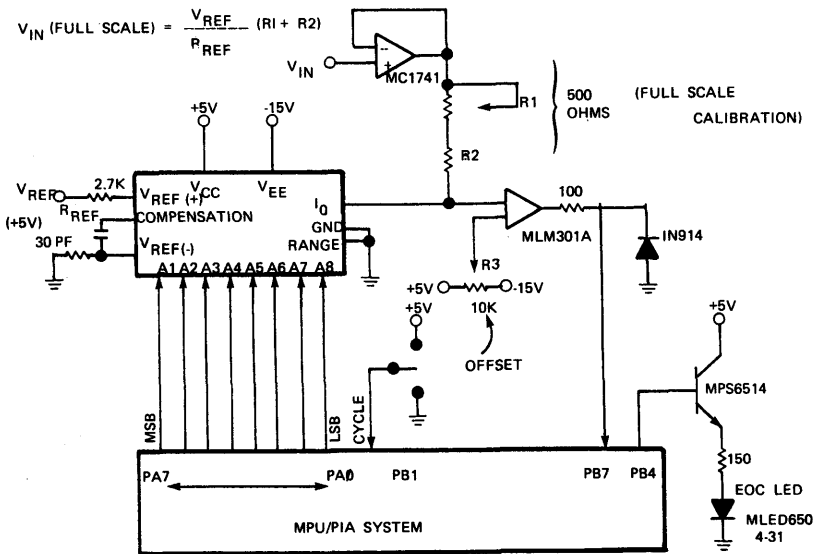 V_IN (FULL SCALE) = V_REF / R_REF (RI + R2)
V_IN
MC1741
R1
500
OHMS
(FULL SCALE
CALIBRATION)
R2
+5V
-15V
V_REF
2.7K
R_REF
(+5V)
30 PF
V_REF (+)
V_CC
V_EE
COMPENSATION
V_REF(-)
I_0
GND
RANGE
A1 A2 A3 A4 A5 A6 A7 A8
MLM301A
100
IN914
R3
+5V
-15V
10K
OFFSET
+5V
+5V
MPS6514
150
EOC LED
MLED650
4-31
MSB
LSB
CYCLE
PA7
PA0
PB1
PB7
PB4
MPU/PIA SYSTEM